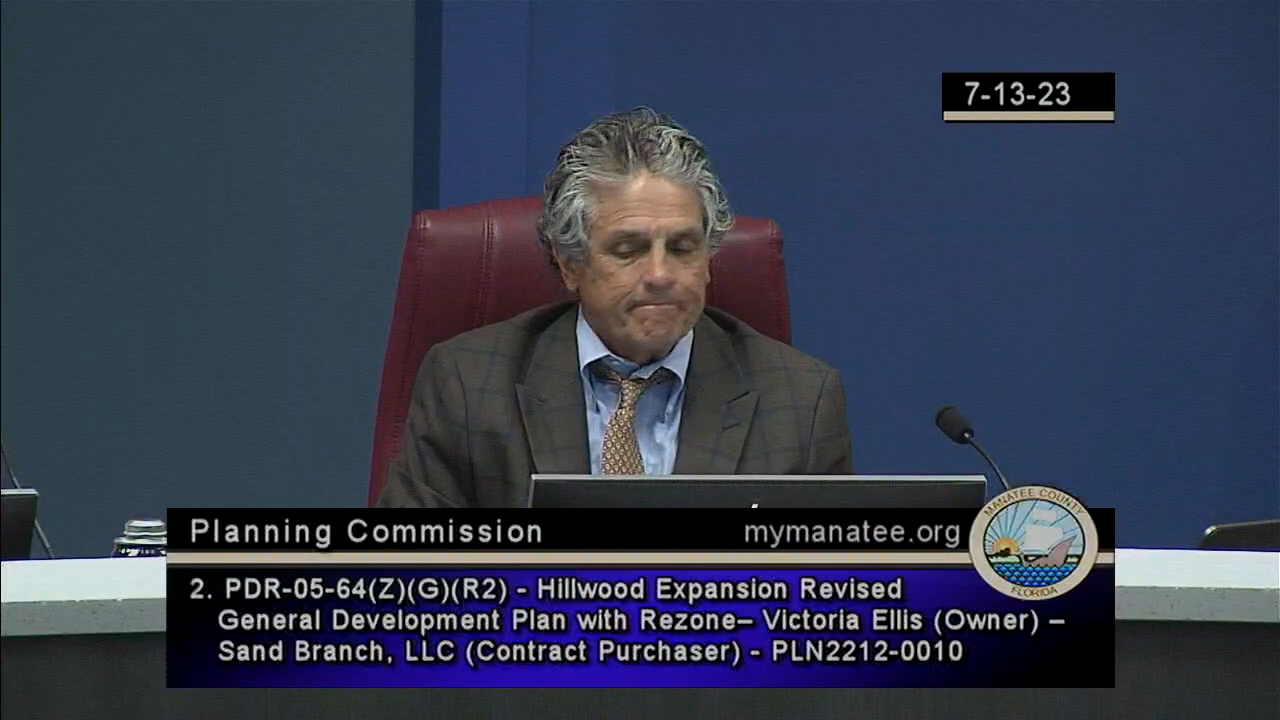 7-13-23
Planning Commission
mymanatee.org
MANATEE COUNTY
FLORIDA
2. PDR-05-64(Z)(G)(R2) - Hillwood Expansion Revised
General Development Plan with Rezone– Victoria Ellis (Owner) –
Sand Branch, LLC (Contract Purchaser) - PLN2212-0010